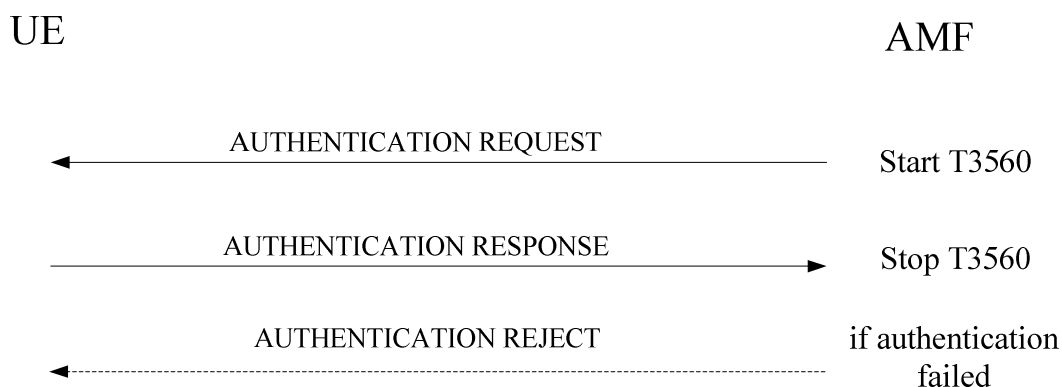 UE
AMF
AUTHENTICATION REQUEST
Start T3560
AUTHENTICATION RESPONSE
Stop T3560
AUTHENTICATION REJECT
if authentication
failed